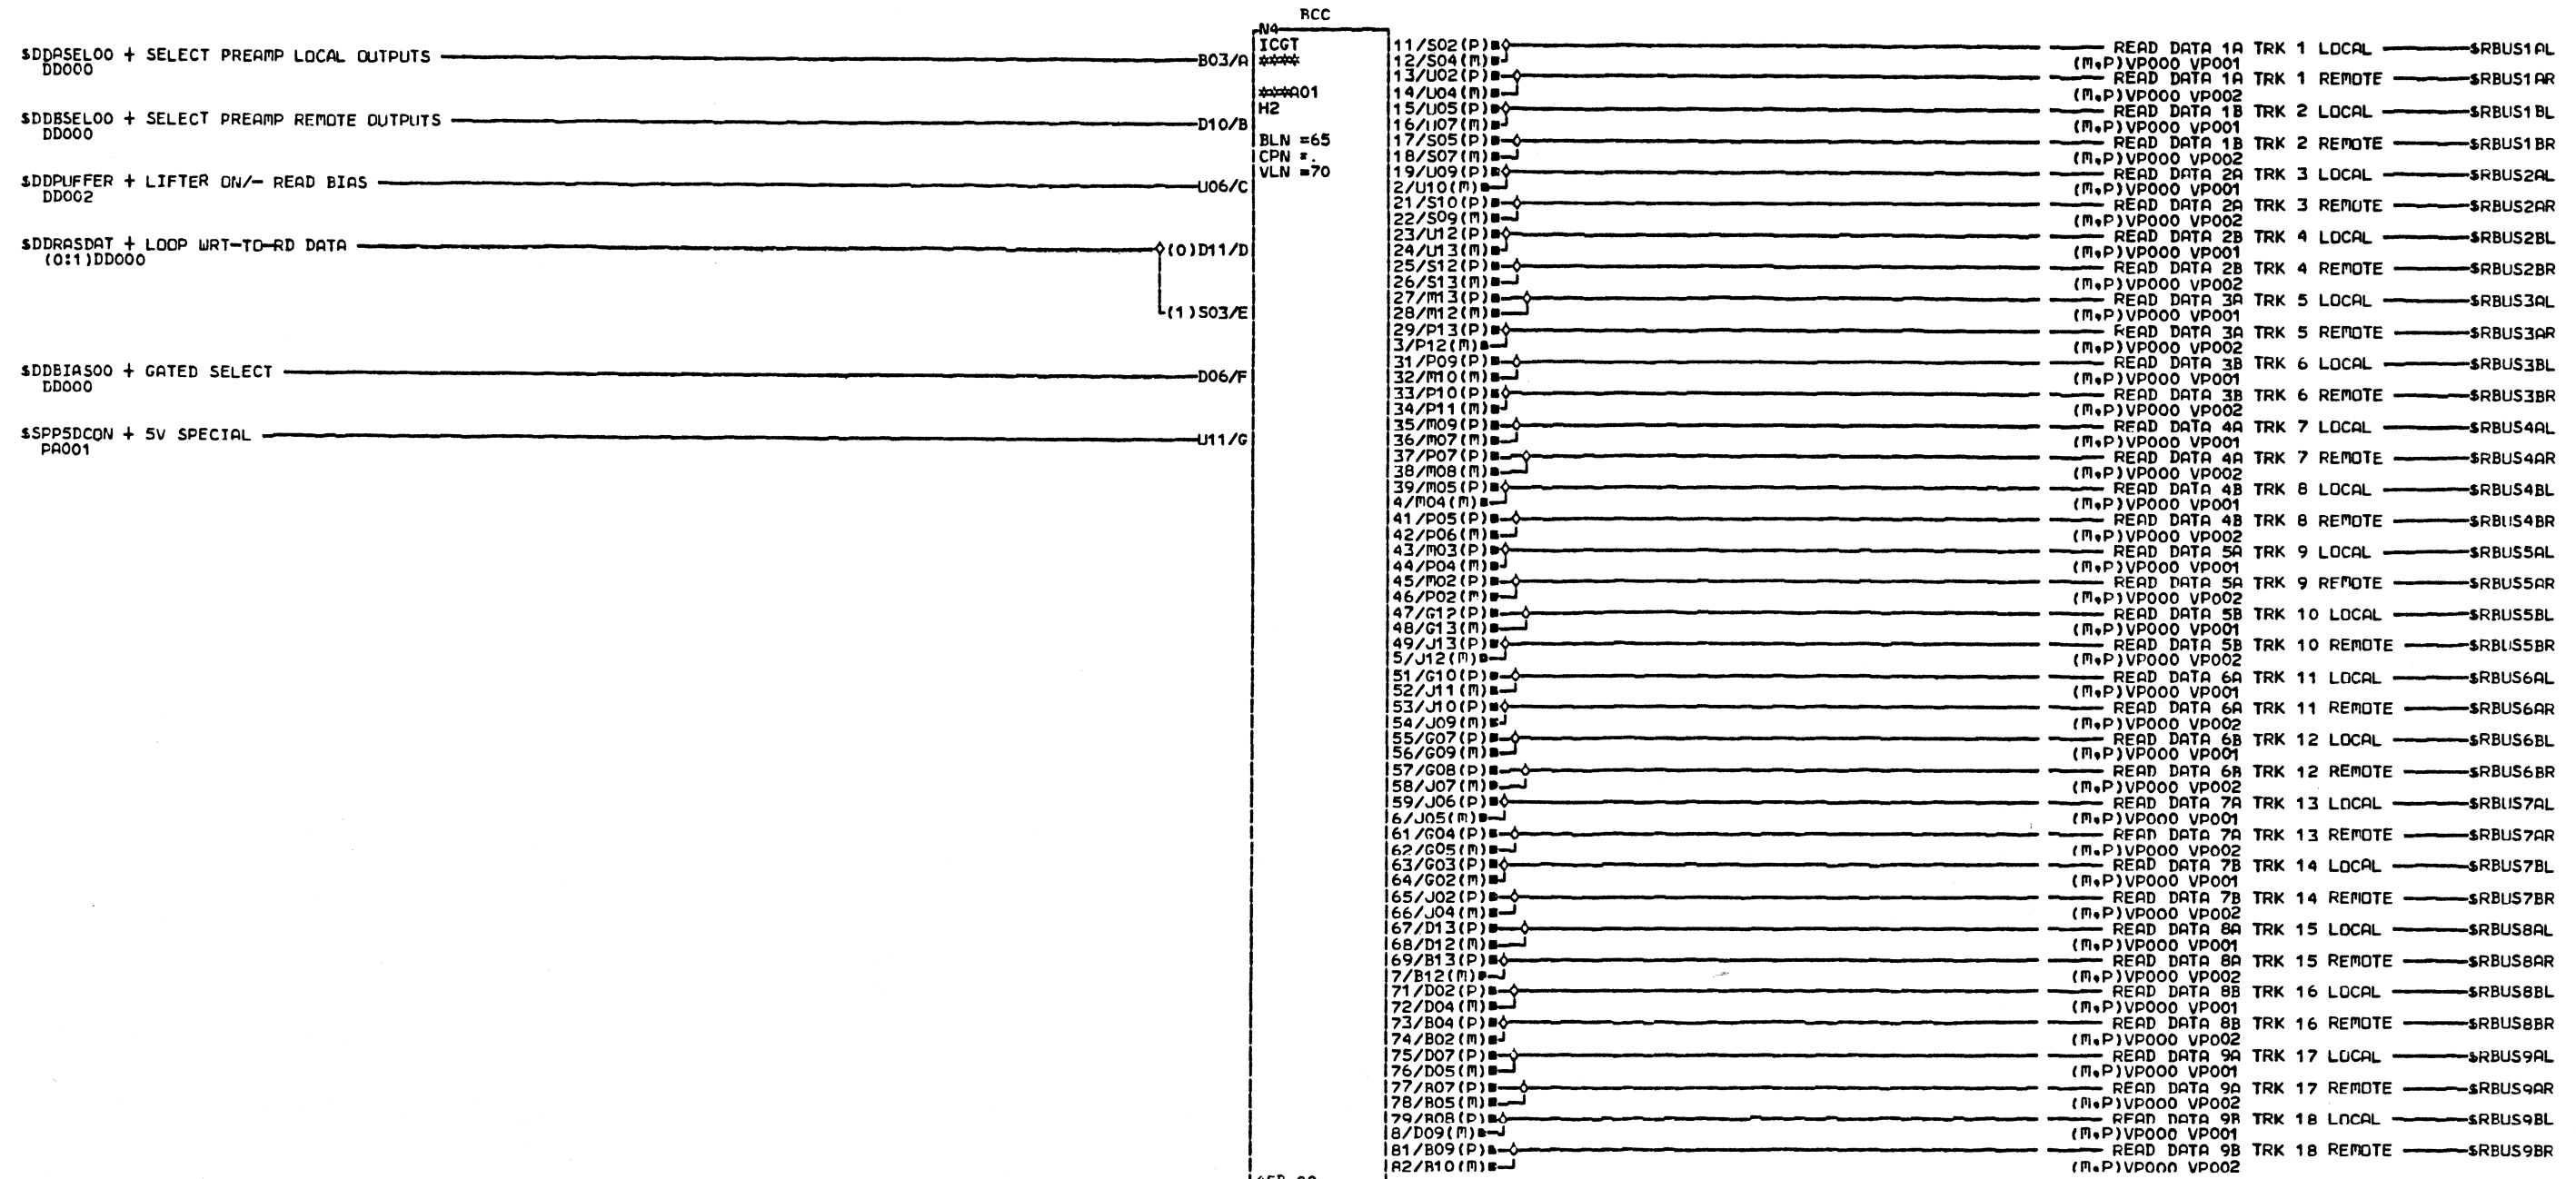 BCC
N4
$DDASEL00 + SELECT PREAMP LOCAL OUTPUTS B03/A
DD000
$DDBSEL00 + SELECT PREAMP REMOTE OUTPUTS D10/B
DD000
$DDPUFFER + LIFTER ON/- READ BIAS U06/C
DD002
$DDRASDAT + LOOP WRT-TO-RD DATA (0)D11/D
(0:1)DD000
(1)S03/E
$DDBIAS00 + GATED SELECT D06/F
DD000
$SPP5DCON + 5V SPECIAL U11/G
PA001
ICGT
****
***A01
H2
BLN =65
CPN =.
VLN =70
11/S02(P) READ DATA 1A TRK 1 LOCAL $RBUS1AL
12/S04(M) (M,P)VP000 VP001
13/U02(P) READ DATA 1A TRK 1 REMOTE $RBUS1AR
14/U04(M) (M,P)VP000 VP002
15/U05(P) READ DATA 1B TRK 2 LOCAL $RBUS1BL
16/U07(M) (M,P)VP000 VP001
17/S05(P) READ DATA 1B TRK 2 REMOTE $RBUS1BR
18/S07(M) (M,P)VP000 VP002
19/U09(P) READ DATA 2A TRK 3 LOCAL $RBUS2AL
2/U10(M) (M,P)VP000 VP001
21/S10(P) READ DATA 2A TRK 3 REMOTE $RBUS2AR
22/S09(M) (M,P)VP000 VP002
23/U12(P) READ DATA 2B TRK 4 LOCAL $RBUS2BL
24/U13(M) (M,P)VP000 VP001
25/S12(P) READ DATA 2B TRK 4 REMOTE $RBUS2BR
26/S13(M) (M,P)VP000 VP002
27/M13(P) READ DATA 3A TRK 5 LOCAL $RBUS3AL
28/M12(M) (M,P)VP000 VP001
29/P13(P) READ DATA 3A TRK 5 REMOTE $RBUS3AR
3/P12(M) (M,P)VP000 VP002
31/P09(P) READ DATA 3B TRK 6 LOCAL $RBUS3BL
32/M10(M) (M,P)VP000 VP001
33/P10(P) READ DATA 3B TRK 6 REMOTE $RBUS3BR
34/P11(M) (M,P)VP000 VP002
35/M09(P) READ DATA 4A TRK 7 LOCAL $RBUS4AL
36/M07(M) (M,P)VP000 VP001
37/P07(P) READ DATA 4A TRK 7 REMOTE $RBUS4AR
38/M08(M) (M,P)VP000 VP002
39/M05(P) READ DATA 4B TRK 8 LOCAL $RBUS4BL
4/M04(M) (M,P)VP000 VP001
41/P05(P) READ DATA 4B TRK 8 REMOTE $RBUS4BR
42/P06(M) (M,P)VP000 VP002
43/M03(P) READ DATA 5A TRK 9 LOCAL $RBUS5AL
44/P04(M) (M,P)VP000 VP001
45/M02(P) READ DATA 5A TRK 9 REMOTE $RBUS5AR
46/P02(M) (M,P)VP000 VP002
47/G12(P) READ DATA 5B TRK 10 LOCAL $RBUS5BL
48/G13(M) (M,P)VP000 VP001
49/J13(P) READ DATA 5B TRK 10 REMOTE $RBUS5BR
5/J12(M) (M,P)VP000 VP002
51/G10(P) READ DATA 6A TRK 11 LOCAL $RBUS6AL
52/J11(M) (M,P)VP000 VP001
53/J10(P) READ DATA 6A TRK 11 REMOTE $RBUS6AR
54/J09(M) (M,P)VP000 VP002
55/G07(P) READ DATA 6B TRK 12 LOCAL $RBUS6BL
56/G09(M) (M,P)VP000 VP001
57/G08(P) READ DATA 6B TRK 12 REMOTE $RBUS6BR
58/J07(M) (M,P)VP000 VP002
59/J06(P) READ DATA 7A TRK 13 LOCAL $RBUS7AL
6/J05(M) (M,P)VP000 VP001
61/G04(P) READ DATA 7A TRK 13 REMOTE $RBUS7AR
62/G05(M) (M,P)VP000 VP002
63/G03(P) READ DATA 7B TRK 14 LOCAL $RBUS7BL
64/G02(M) (M,P)VP000 VP001
65/J02(P) READ DATA 7B TRK 14 REMOTE $RBUS7BR
66/J04(M) (M,P)VP000 VP002
67/D13(P) READ DATA 8A TRK 15 LOCAL $RBUS8AL
68/D12(M) (M,P)VP000 VP001
69/B13(P) READ DATA 8A TRK 15 REMOTE $RBUS8AR
7/B12(M) (M,P)VP000 VP002
71/D02(P) READ DATA 8B TRK 16 LOCAL $RBUS8BL
72/D04(M) (M,P)VP000 VP001
73/B04(P) READ DATA 8B TRK 16 REMOTE $RBUS8BR
74/B02(M) (M,P)VP000 VP002
75/D07(P) READ DATA 9A TRK 17 LOCAL $RBUS9AL
76/D05(M) (M,P)VP000 VP001
77/B07(P) READ DATA 9A TRK 17 REMOTE $RBUS9AR
78/B05(M) (M,P)VP000 VP002
79/B08(P) READ DATA 9B TRK 18 LOCAL $RBUS9BL
8/D09(M) (M,P)VP000 VP001
81/B09(P) READ DATA 9B TRK 18 REMOTE $RBUS9BR
82/B10(M) (M,P)VP000 VP002